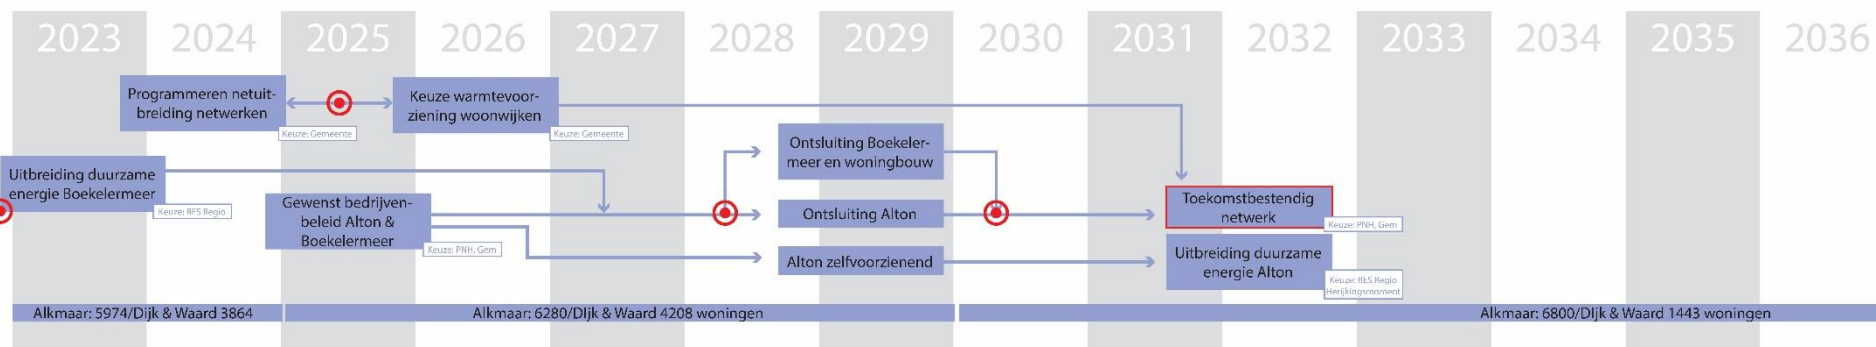 2023 2024 2025 2026 2027 2028 2029 2030 2031 2032 2033 2034 2035 2036
Programmeren netuit-
breiding netwerken
Keuze: Gemeente
Keuze warmtevoor-
ziening woonwijken
Keuze: Gemeente
Ontsluiting Boekeler-
meer en woningbouw
Uitbreiding duurzame
energie Boekelermeer
Keuze: RES Regio
Gewenst bedrijven-
beleid Alton &
Boekelermeer
Keuze: PNH, Gem
Ontsluiting Alton
Alton zelfvoorzienend
Toekomstbestendig
netwerk
Keuze: PNH, Gem
Uitbreiding duurzame
energie Alton
Keuze: RES Regio
Herijkingsmoment
Alkmaar: 5974/DIjk & Waard 3864
Alkmaar: 6280/DIjk & Waard 4208 woningen
Alkmaar: 6800/DIjk & Waard 1443 woningen